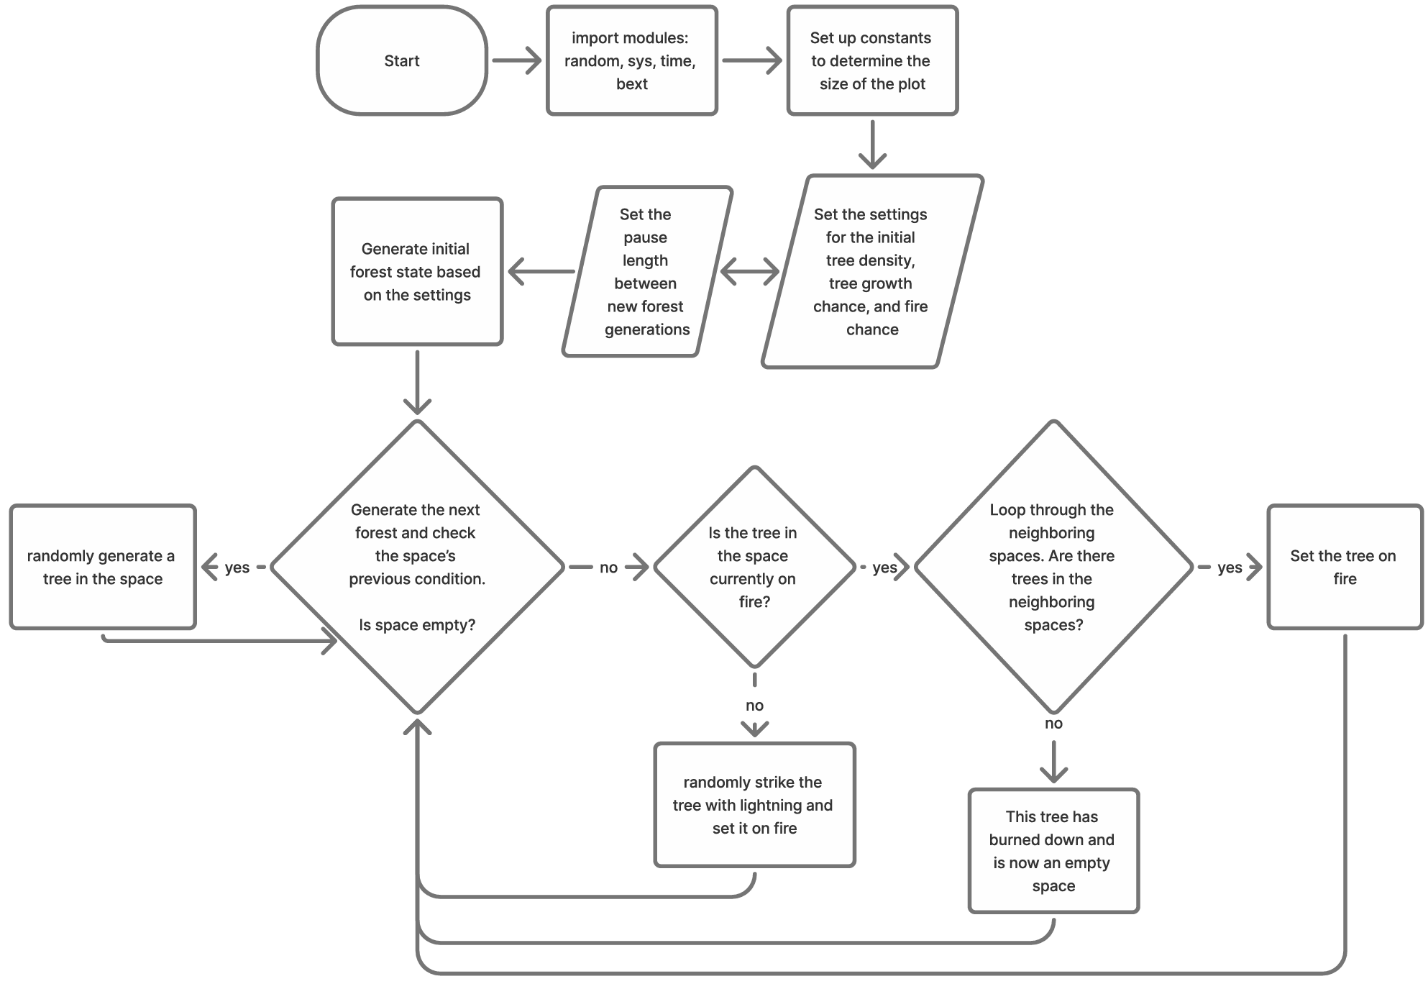 Start
import modules:
random, sys, time,
bext
Set up constants
to determine the
size of the plot
Generate initial
forest state based
on the settings
Set the
pause
length
between
new forest
generations
Set the settings
for the initial
tree density,
tree growth
chance, and fire
chance
randomly generate a
tree in the space
yes
Generate the next
forest and check
the space's
previous condition.
Is space empty?
no
Is the tree in
the space
currently on
fire?
yes
Loop through the
neighboring
spaces. Are there
trees in the
neighboring
spaces?
yes
Set the tree on
fire
no
no
randomly strike the
tree with lightning and
set it on fire
This tree has
burned down and
is now an empty
space